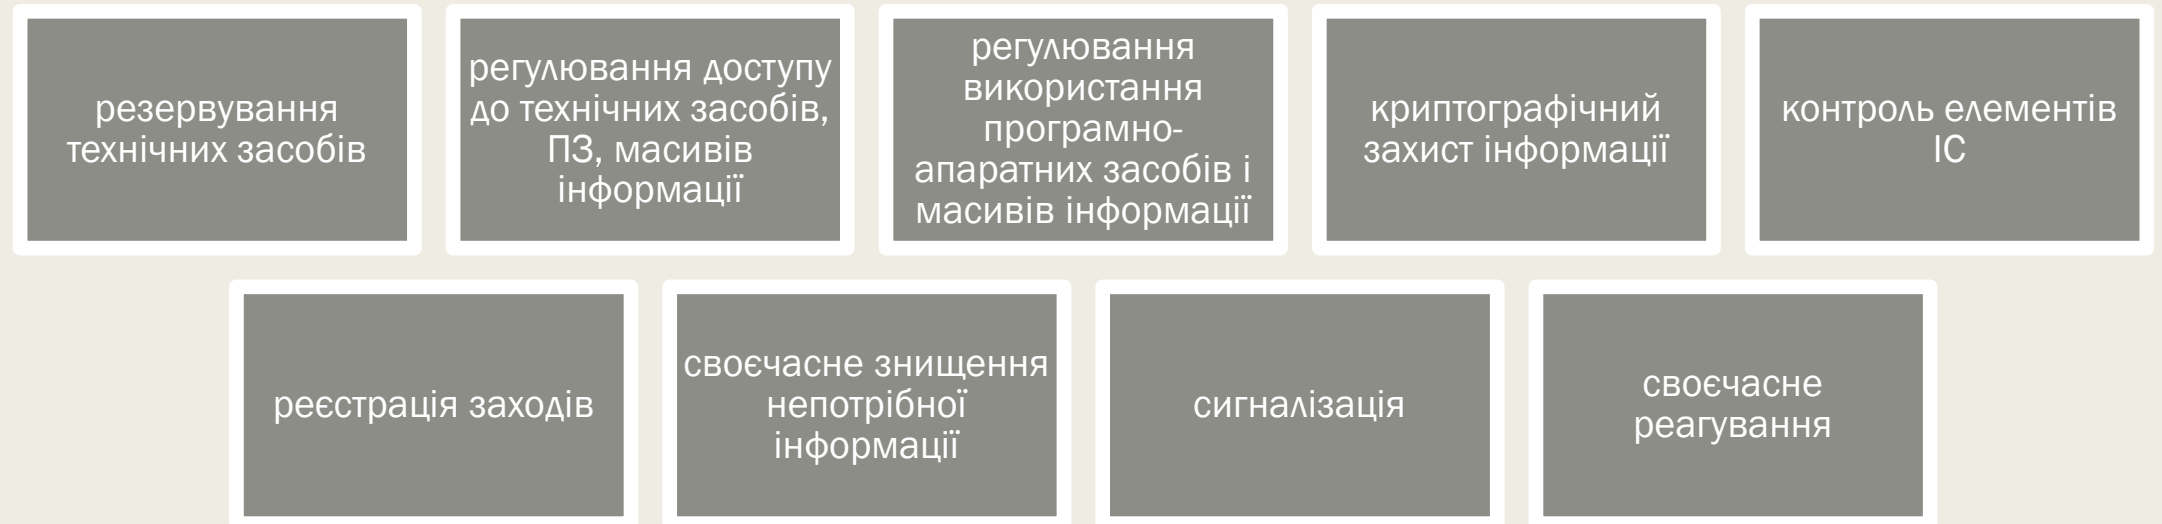 резервування
технічних засобів
регулювання доступу
до технічних засобів,
ПЗ, масивів
інформації
регулювання
використання
програмно-
апаратних засобів і
масивів інформації
криптографічний
захист інформації
контроль елементів
ІС
реєстрація заходів
своєчасне знищення
непотрібної
інформації
сигналізація
своєчасне
реагування